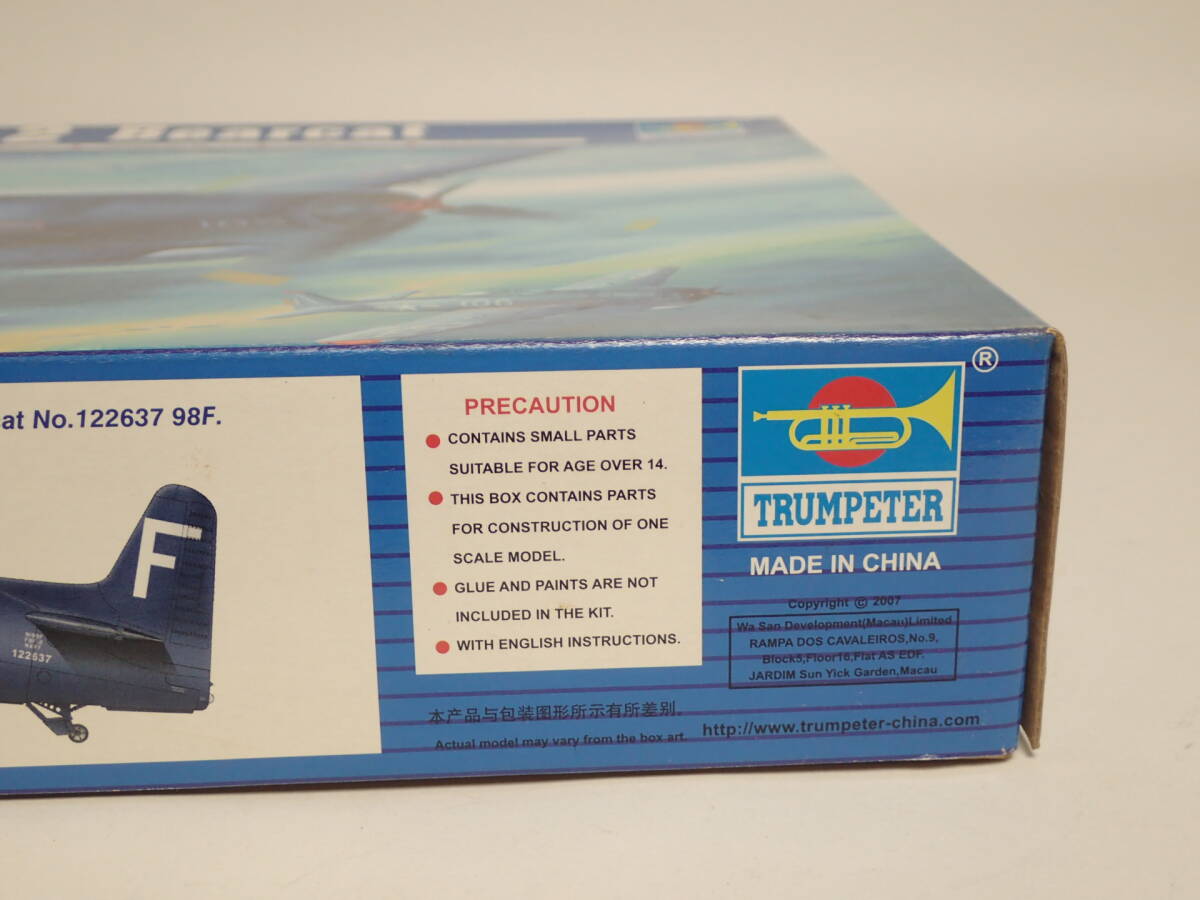 2 Bearcat
cat No.122637 98F.
F
122637
PRECAUTION
CONTAINS SMALL PARTS
SUITABLE FOR AGE OVER 14.
THIS BOX CONTAINS PARTS
FOR CONSTRUCTION OF ONE
SCALE MODEL.
GLUE AND PAINTS ARE NOT
INCLUDED IN THE KIT.
WITH ENGLISH INSTRUCTIONS.
本产品与包装图形所示有所差别.
Actual model may vary from the box art.
®
TRUMPETER
MADE IN CHINA
Copyright © 2007
Wa San Development(Macau)Limited
RAMPA DOS CAVALEIROS,No.9,
Block5,Floor16,Flat AS EDF.
JARDIM Sun Yick Garden,Macau
http://www.trumpeter-china.com